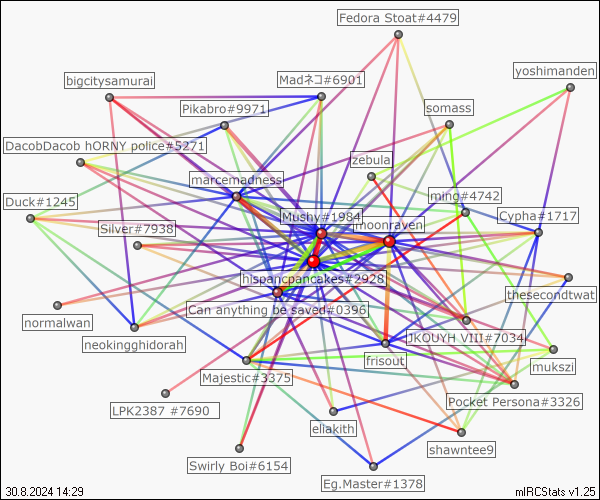 Fedora Stoat#4479
yoshimanden
Madネコ#6901
bigcitysamurai
Pikabro#9971
somass
DacobDacob hORNY police#5271
zebula
marcemadness
ming#4742
Duck#1245
Mushy#1984
moonraven
Cypha#1717
Silver#7938
hispancpancakes#2928
thesecondtwat
Can anything be saved#0396
normalwan
JKOUYH VIII#7034
neokingghidorah
frisout
mukszi
Majestic#3375
Pocket Persona#3326
LPK2387 #7690
eliakith
shawntee9
Swirly Boi#6154
Eg.Master#1378
30.8.2024 14:29
mIRCStats v1.25